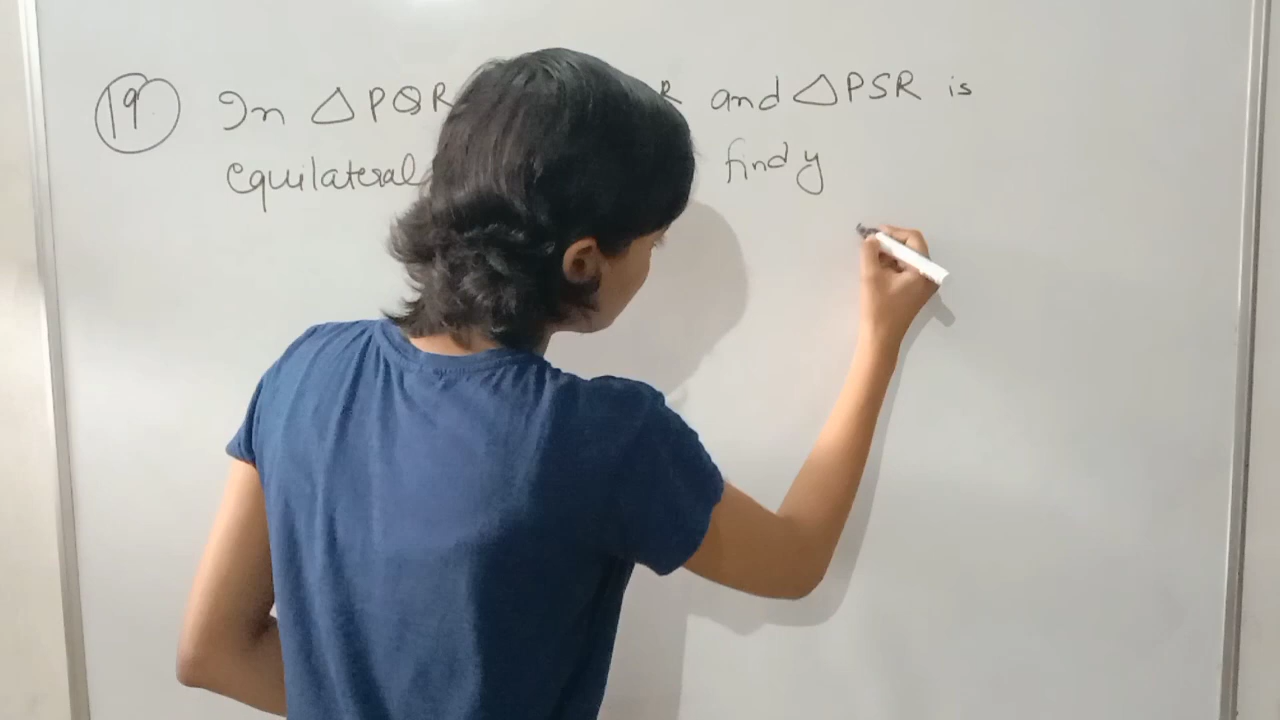 19 In △PQR R and △PSR is
equilateral find y